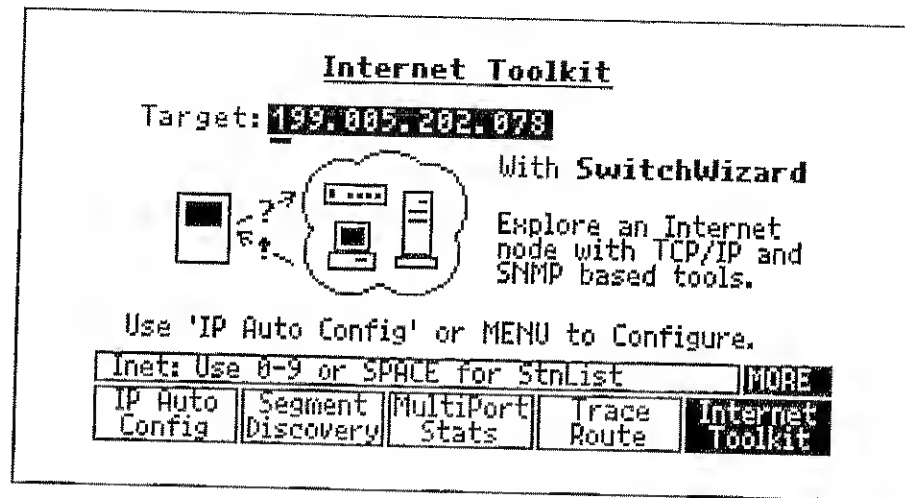 Internet Toolkit
Target: 199.005.202.078
With SwitchWizard
Explore an Internet
node with TCP/IP and
SNMP based tools.
? ?
!
Use 'IP Auto Config' or MENU to Configure.
Inet: Use 0-9 or SPACE for StnList MORE
IP Auto Config
Segment Discovery
MultiPort Stats
Trace Route
Internet Toolkit